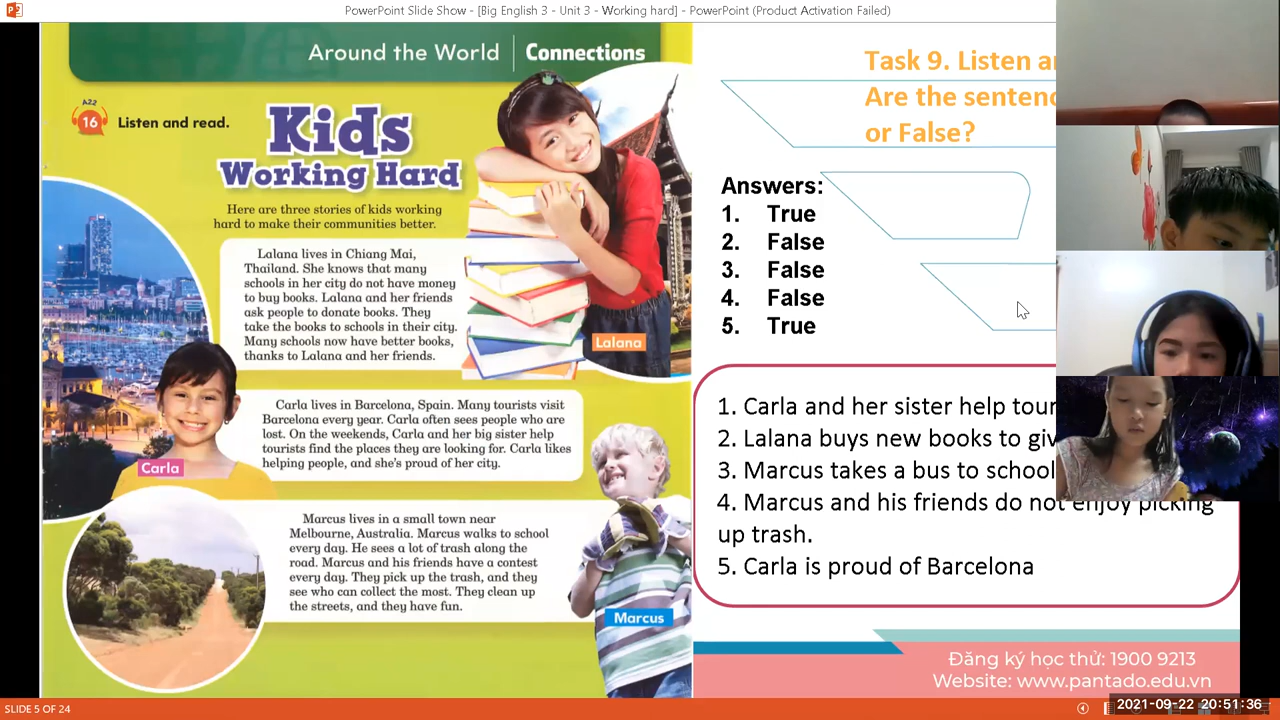 PowerPoint Slide Show - [Big English 3 - Unit 3 - Working hard] - PowerPoint (Product Activation Failed)
Around the World | Connections
A22
16
Listen and read.
Kids
Working Hard
Here are three stories of kids working
hard to make their communities better.
Lalana lives in Chiang Mai,
Thailand. She knows that many
schools in her city do not have money
to buy books. Lalana and her friends
ask people to donate books. They
take the books to schools in their city.
Many schools now have better books,
thanks to Lalana and her friends.
Lalana
Carla lives in Barcelona, Spain. Many tourists visit
Barcelona every year. Carla often sees people who are
lost. On the weekends, Carla and her big sister help
tourists find the places they are looking for. Carla likes
helping people, and she's proud of her city.
Carla
Marcus lives in a small town near
Melbourne, Australia. Marcus walks to school
every day. He sees a lot of trash along the
road. Marcus and his friends have a contest
every day. They pick up the trash, and they
see who can collect the most. They clean up
the streets, and they have fun.
Marcus
Task 9. Listen
Are the
or False?
Answers:
1. True
2. False
3. False
4. False
5. True
1. Carla and her sister help
2. Lalana buys new books to
3. Marcus takes a bus to school
4. Marcus and his friends do not enjoy picking
up trash.
5. Carla is proud of Barcelona
Đăng ký học thử: 1900 9213
Website: www.pantado.edu.vn
SLIDE 5 OF 24
2021-09-22 20:51:36